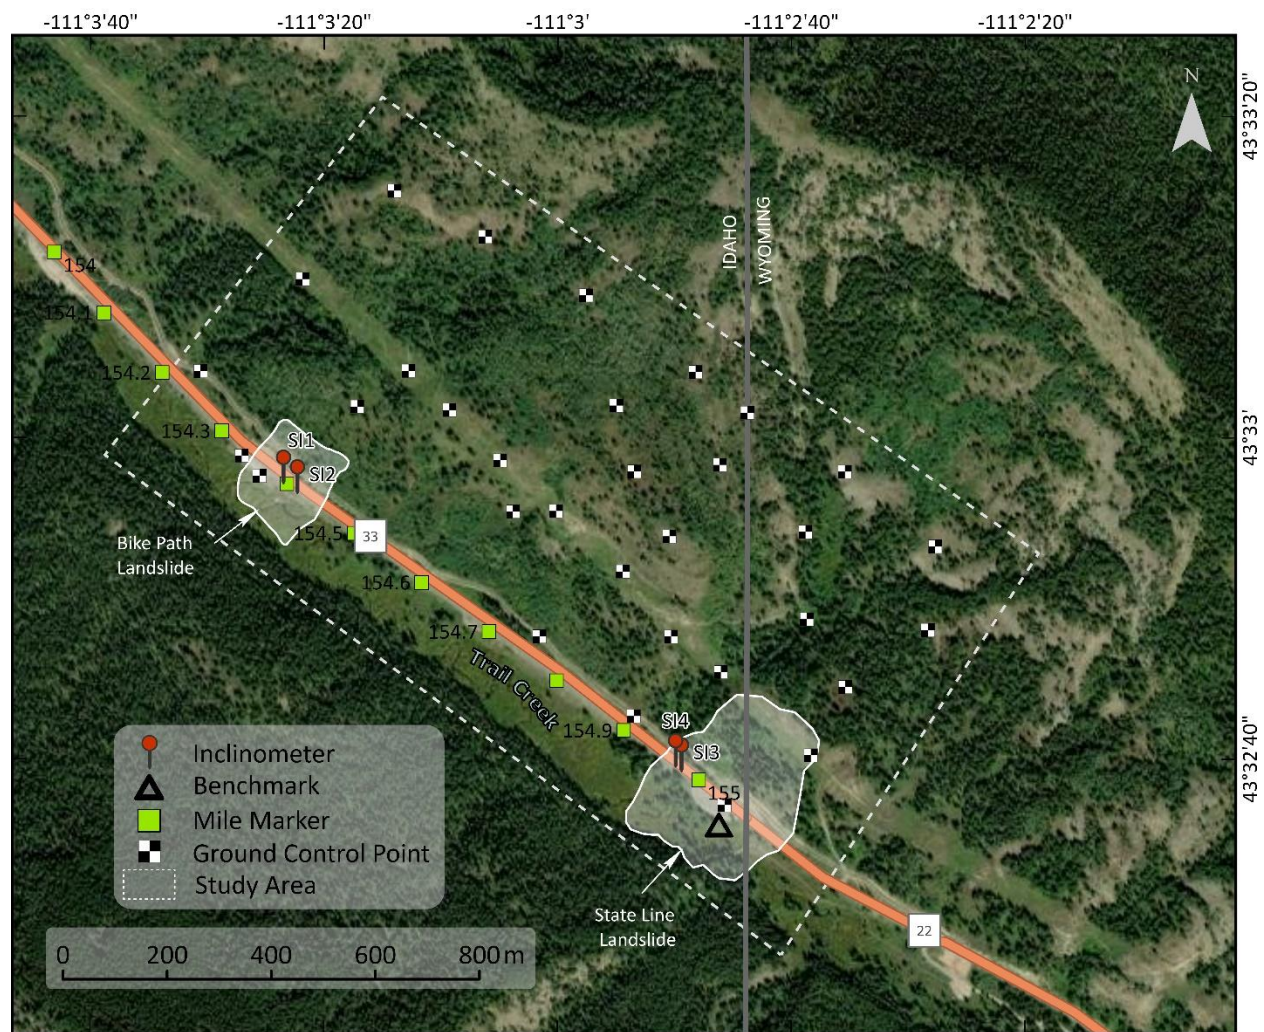 -111°3'40" -111°3'20" -111°3' -111°2'40" -111°2'20"
N
43°33'20"
IDAHO
WYOMING
154
154.1
154.2
43°33'
154.3
SI1
SI2
154.5
33
Bike Path
Landslide
154.6
154.7
Trail Creek
154.9
SI4
SI3
43°32'40"
155
Inclinometer
Benchmark
Mile Marker
Ground Control Point
Study Area
State Line
Landslide
22
0 200 400 600 800 m